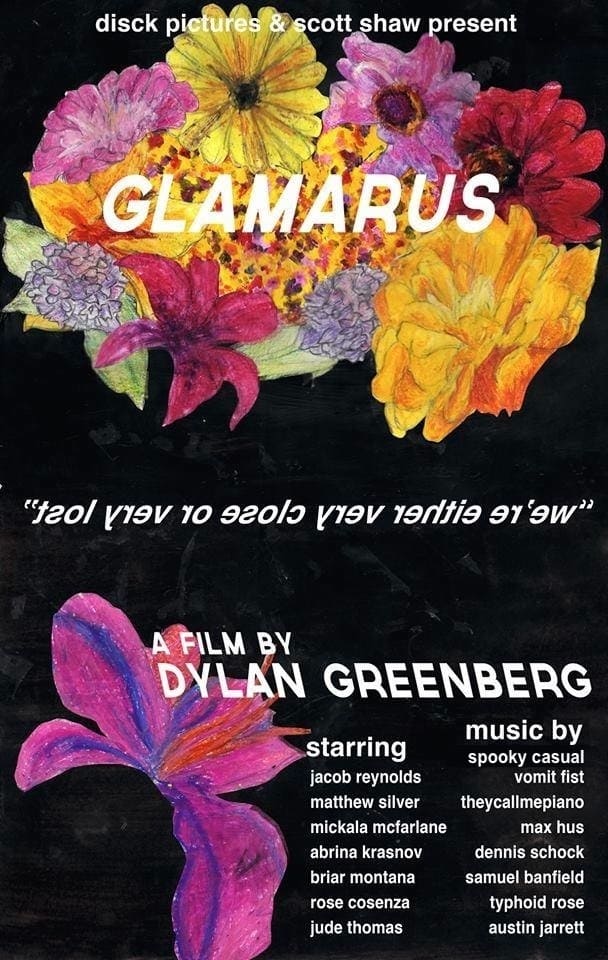 disck pictures & scott shaw present
GLAMARUS
"we're either very close or very lost"
A FILM BY
DYLAN GREENBERG
starring
jacob reynolds
matthew silver
mickala mcfarlane
abrina krasnov
briar montana
rose cosenza
jude thomas
music by
spooky casual
vomit fist
theycallmepiano
max hus
dennis schock
samuel banfield
typhoid rose
austin jarrett